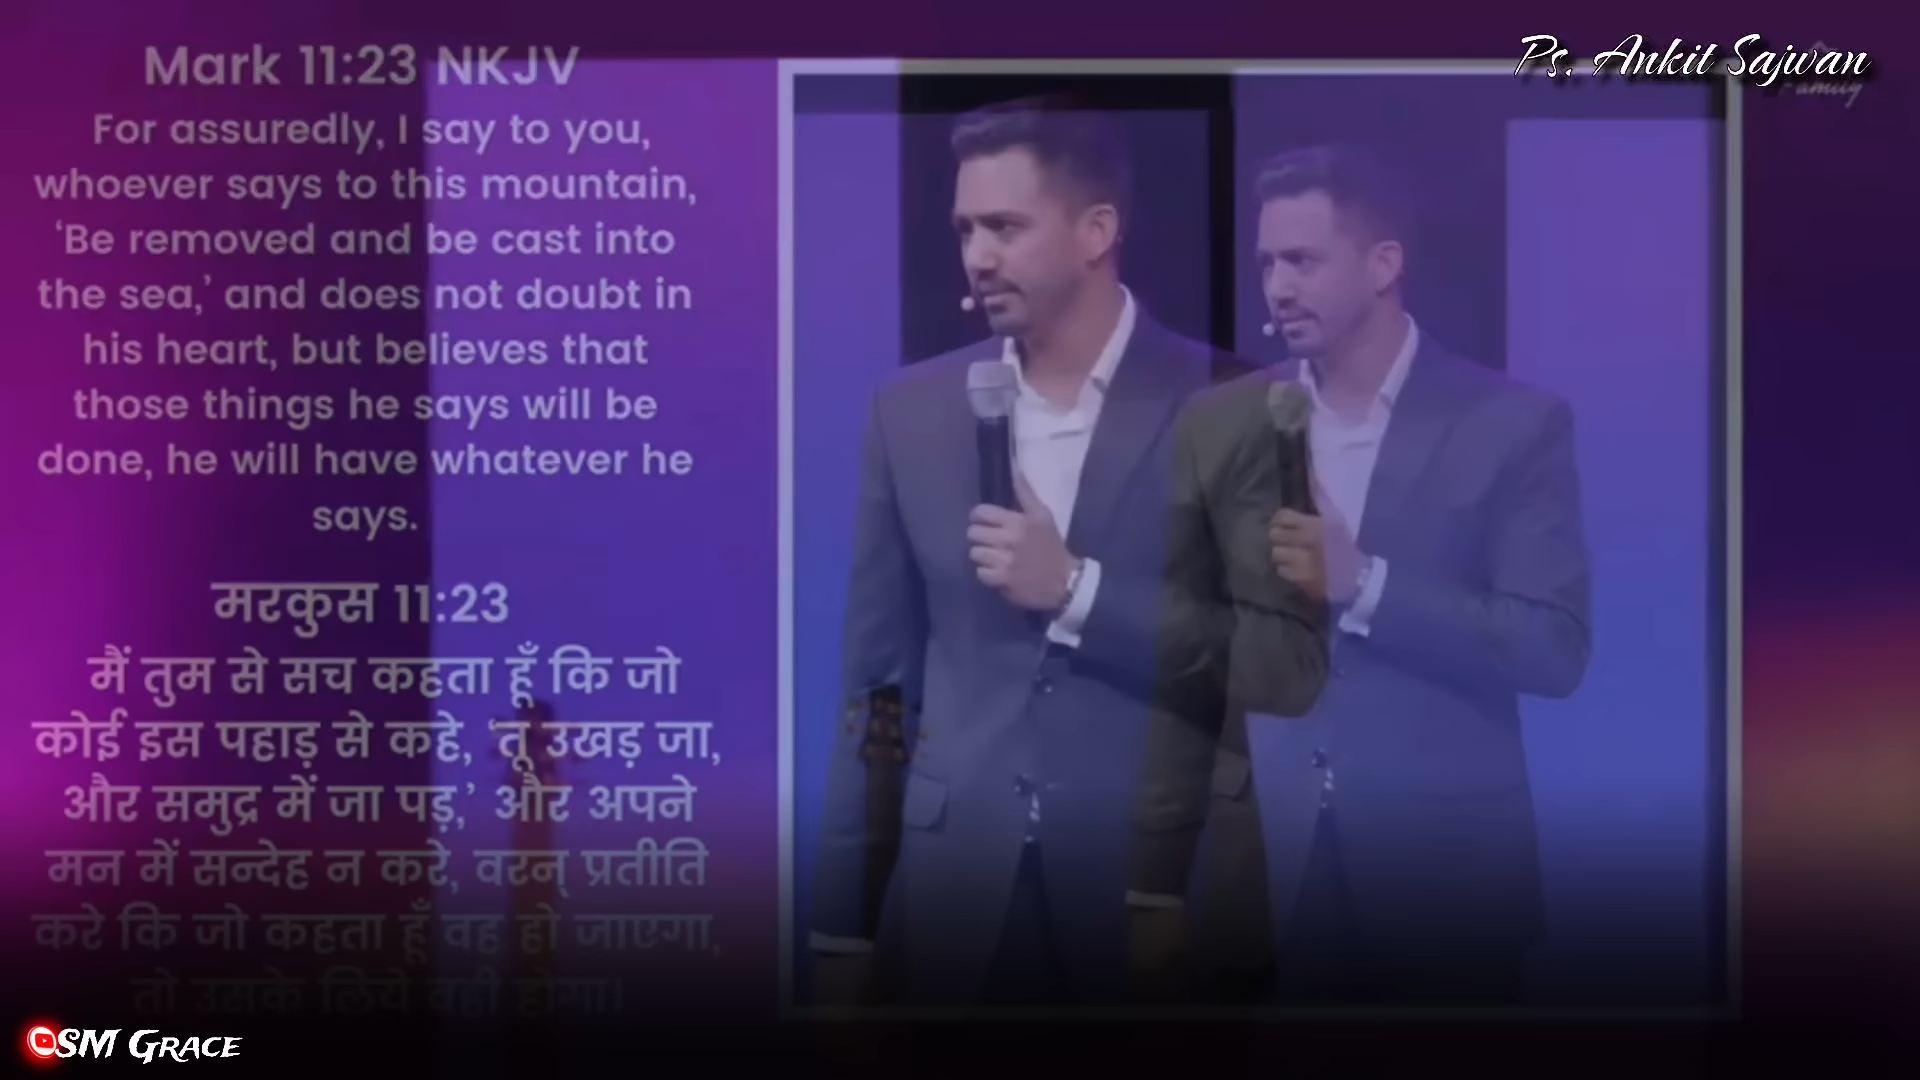 Mark 11:23 NKJV
For assuredly, I say to you,
whoever says to this mountain,
‘Be removed and be cast into
the sea,’ and does not doubt in
his heart, but believes that
those things he says will be
done, he will have whatever he
says.
मरकुस 11:23
मैं तुम से सच कहता हूँ कि जो
कोई इस पहाड़ से कहे, ‘तू उखड़ जा,
और समुद्र में जा पड़,’ और अपने
मन में सन्देह न करे, वरन् प्रतीति
करे कि जो कहता हूँ वह हो जाएगा,
तो उसके लिये वही होगा।
Ps. Ankit Sajwan
Family
SM Grace